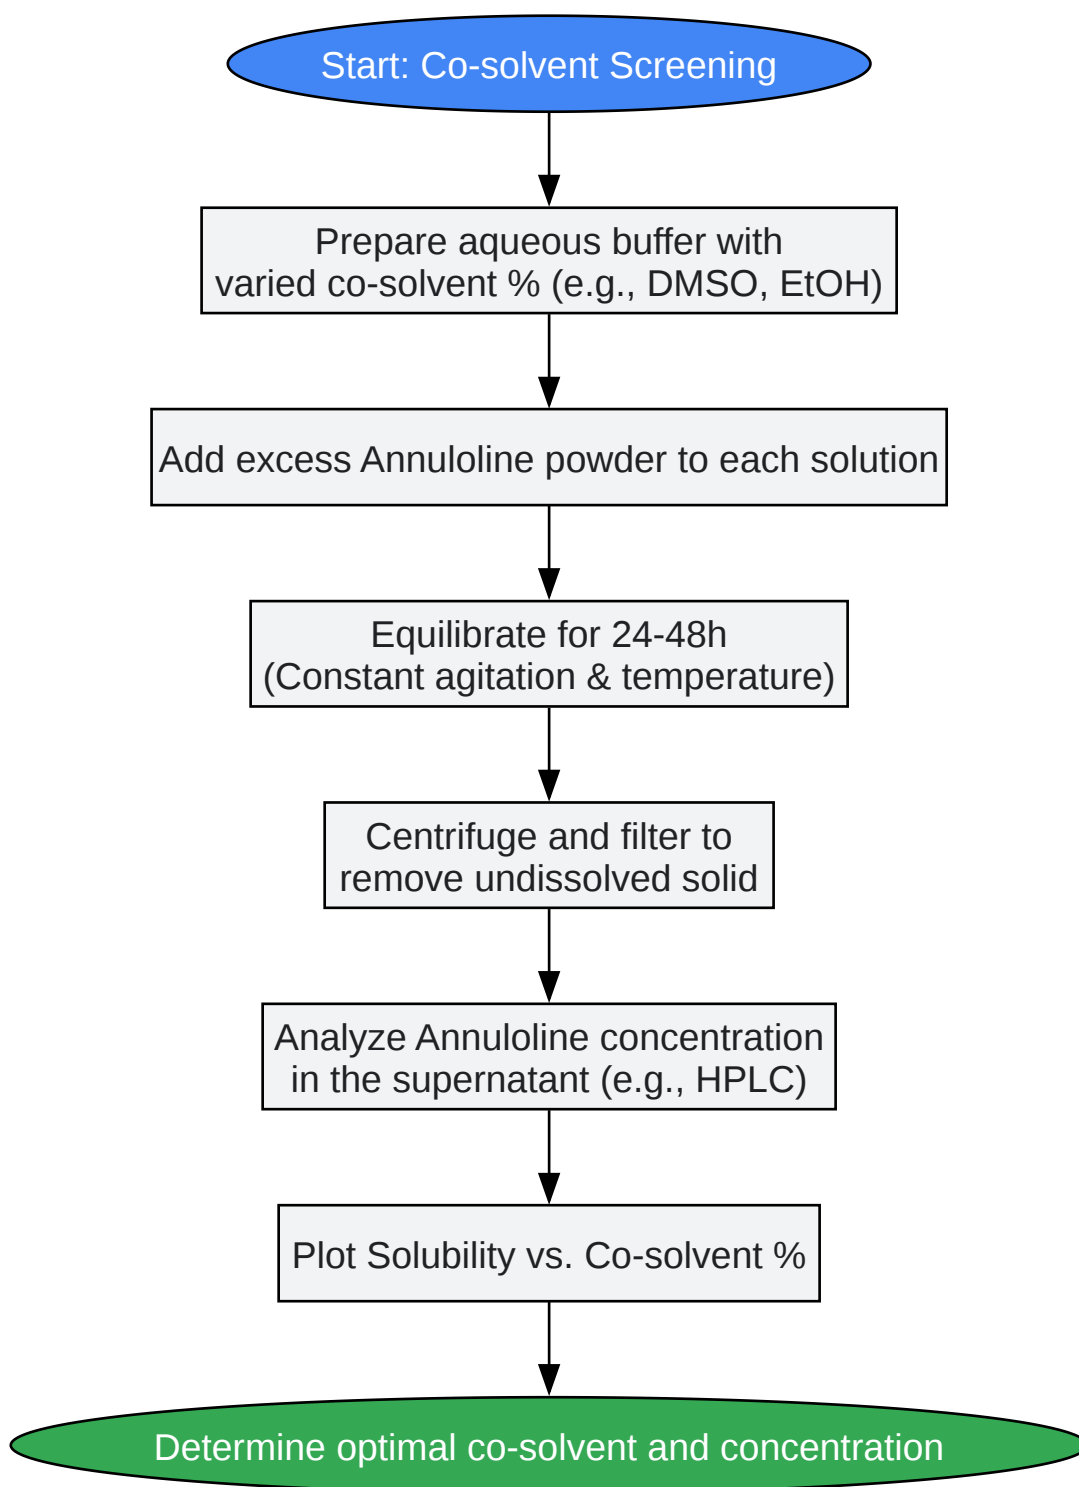 Start: Co-solvent Screening
Prepare aqueous buffer with
varied co-solvent % (e.g., DMSO, EtOH)
Add excess Annuloline powder to each solution
Equilibrate for 24-48h
(Constant agitation & temperature)
Centrifuge and filter to
remove undissolved solid
Analyze Annuloline concentration
in the supernatant (e.g., HPLC)
Plot Solubility vs. Co-solvent %
Determine optimal co-solvent and concentration